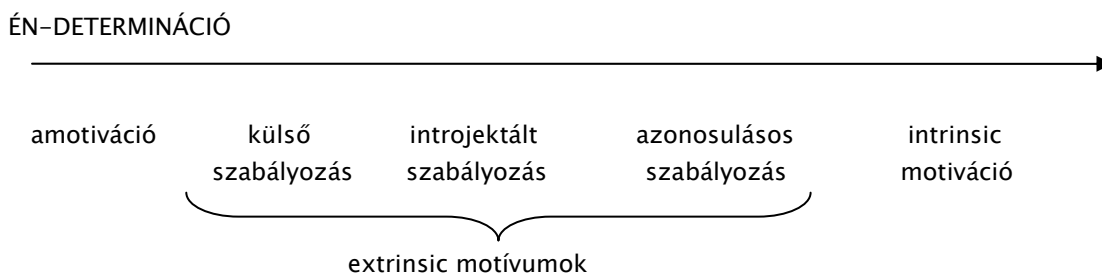 ÉN-DETERMINÁCIÓ
amotiváció külső introjektált azonosulásos intrinsic
szabályozás szabályozás szabályozás motiváció
extrinsic motívumok